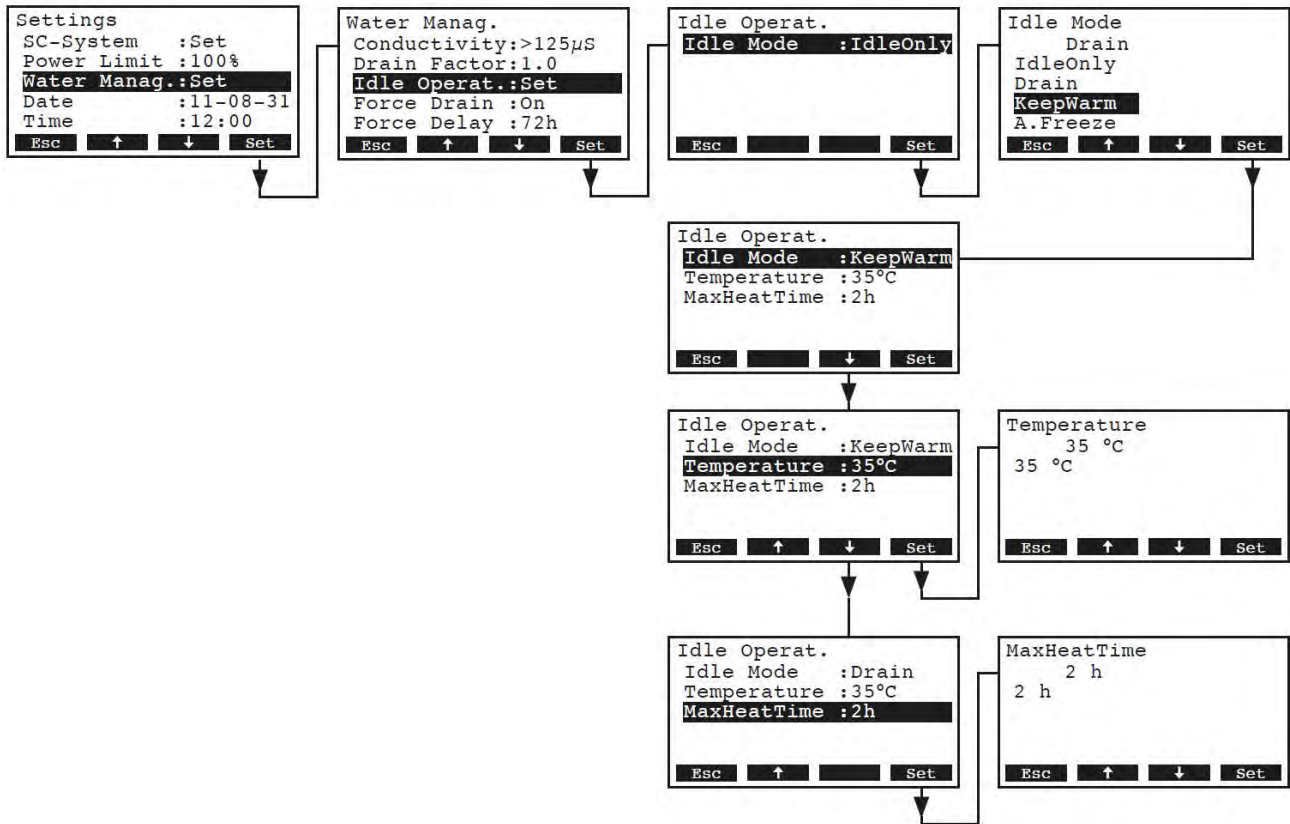 Settings
SC-System :Set
Power Limit :100%
Water Manag.:Set
Date :11-08-31
Time :12:00
Esc ↑ ↓ Set
Water Manag.
Conductivity:>125µS
Drain Factor:1.0
Idle Operat.:Set
Force Drain :On
Force Delay :72h
Esc ↑ ↓ Set
Idle Operat.
Idle Mode :IdleOnly
Esc Set
Idle Mode
Drain
IdleOnly
Drain
KeepWarm
A.Freeze
Esc ↑ ↓ Set
Idle Operat.
Idle Mode :KeepWarm
Temperature :35°C
MaxHeatTime :2h
Esc ↓ Set
Idle Operat.
Idle Mode :KeepWarm
Temperature :35°C
MaxHeatTime :2h
Esc ↑ ↓ Set
Temperature
35 °C
35 °C
Esc ↑ ↓ Set
Idle Operat.
Idle Mode :Drain
Temperature :35°C
MaxHeatTime :2h
Esc ↑ Set
MaxHeatTime
2 h
2 h
Esc ↑ ↓ Set